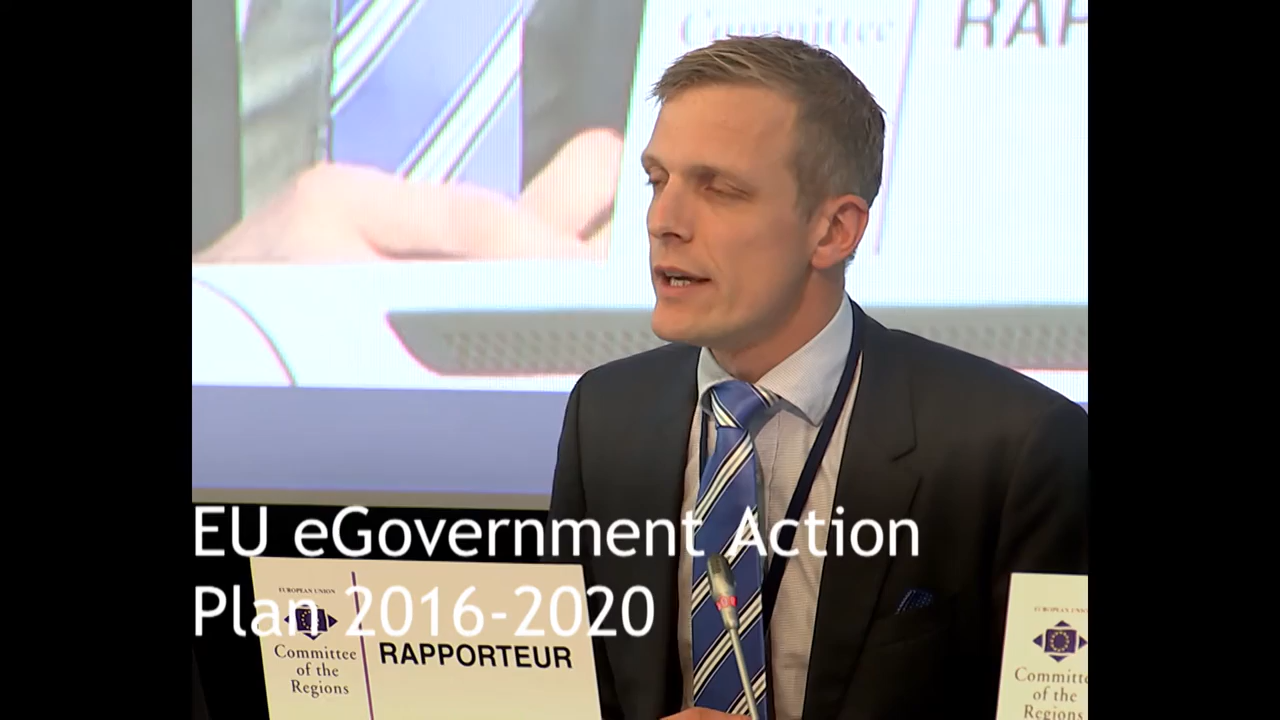 Committee
RAP
EU eGovernment Action
Plan 2016-2020
EUROPEAN UNION
Committee
of the
Regions
RAPPORTEUR
EUROPEAN UNION
Committe
of the
Regions